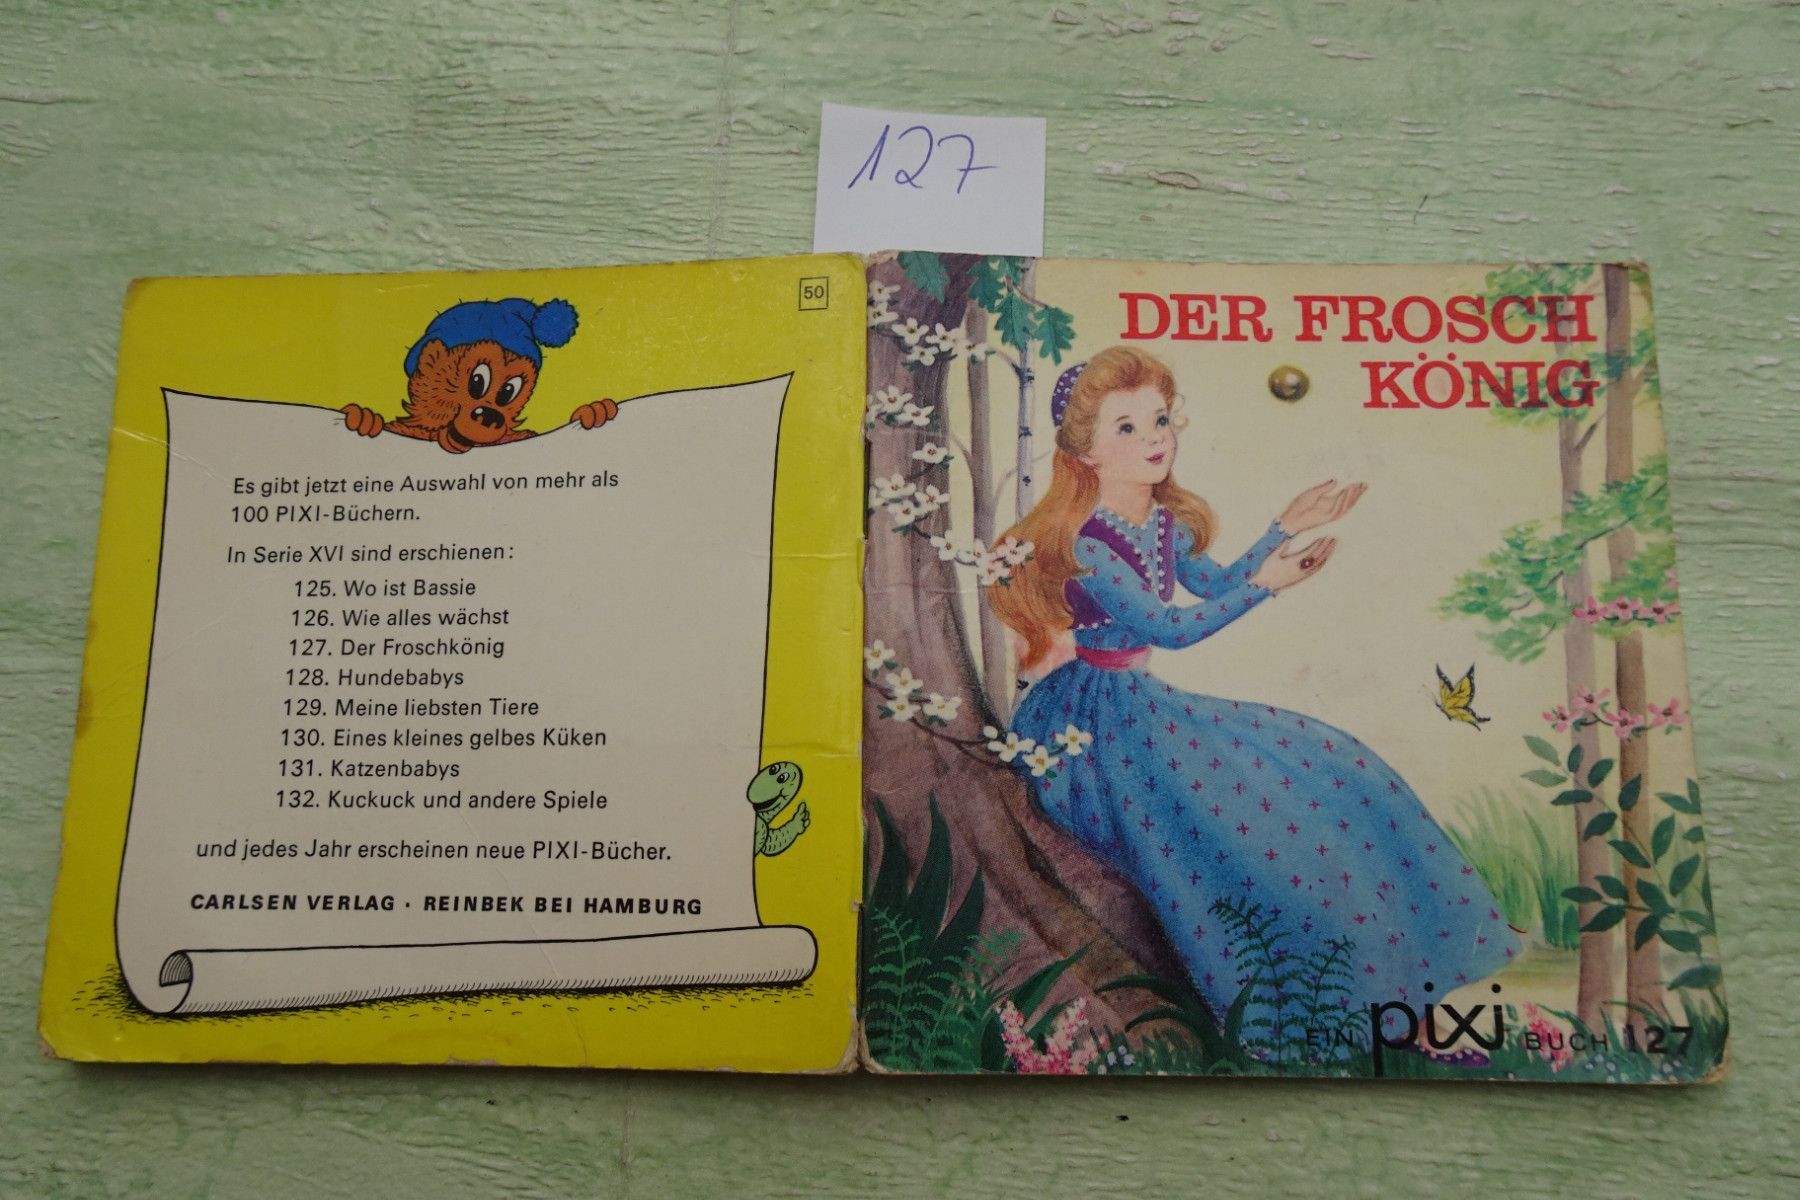 127
50
Es gibt jetzt eine Auswahl von mehr als
100 PIXI-Büchern.
In Serie XVI sind erschienen:
125. Wo ist Bassie
126. Wie alles wächst
127. Der Froschkönig
128. Hundebabys
129. Meine liebsten Tiere
130. Eines kleines gelbes Küken
131. Katzenbabys
132. Kuckuck und andere Spiele
und jedes Jahr erscheinen neue PIXI-Bücher.
CARLSEN VERLAG · REINBEK BEI HAMBURG
DER FROSCH
KÖNIG
EIN pixi BUCH 127